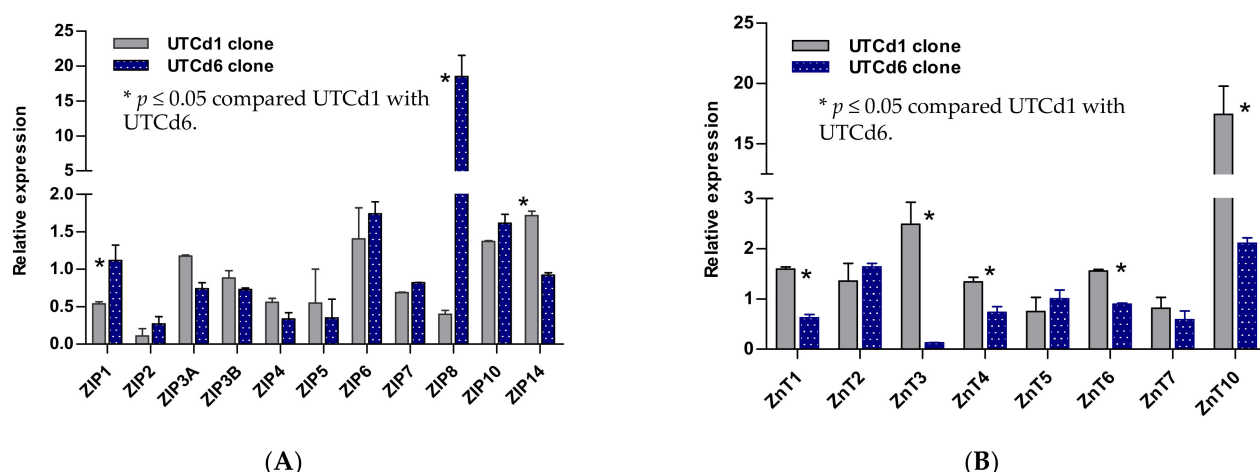 25
20
15
10
5
2.0
1.5
1.0
0.5
0.0
Relative expression
UTCd1 clone
UTCd6 clone
* p ≤ 0.05 compared UTCd1 with
UTCd6.
*
*
*
ZIP1
ZIP2
ZIP3A
ZIP3B
ZIP4
ZIP5
ZIP6
ZIP7
ZIP8
ZIP10
ZIP14
(A)
25
20
15
3
2
1
0
Relative expression
UTCd1 clone
UTCd6 clone
* p ≤ 0.05 compared UTCd1 with
UTCd6.
*
*
*
*
*
ZnT1
ZnT2
ZnT3
ZnT4
ZnT5
ZnT6
ZnT7
ZnT10
(B)